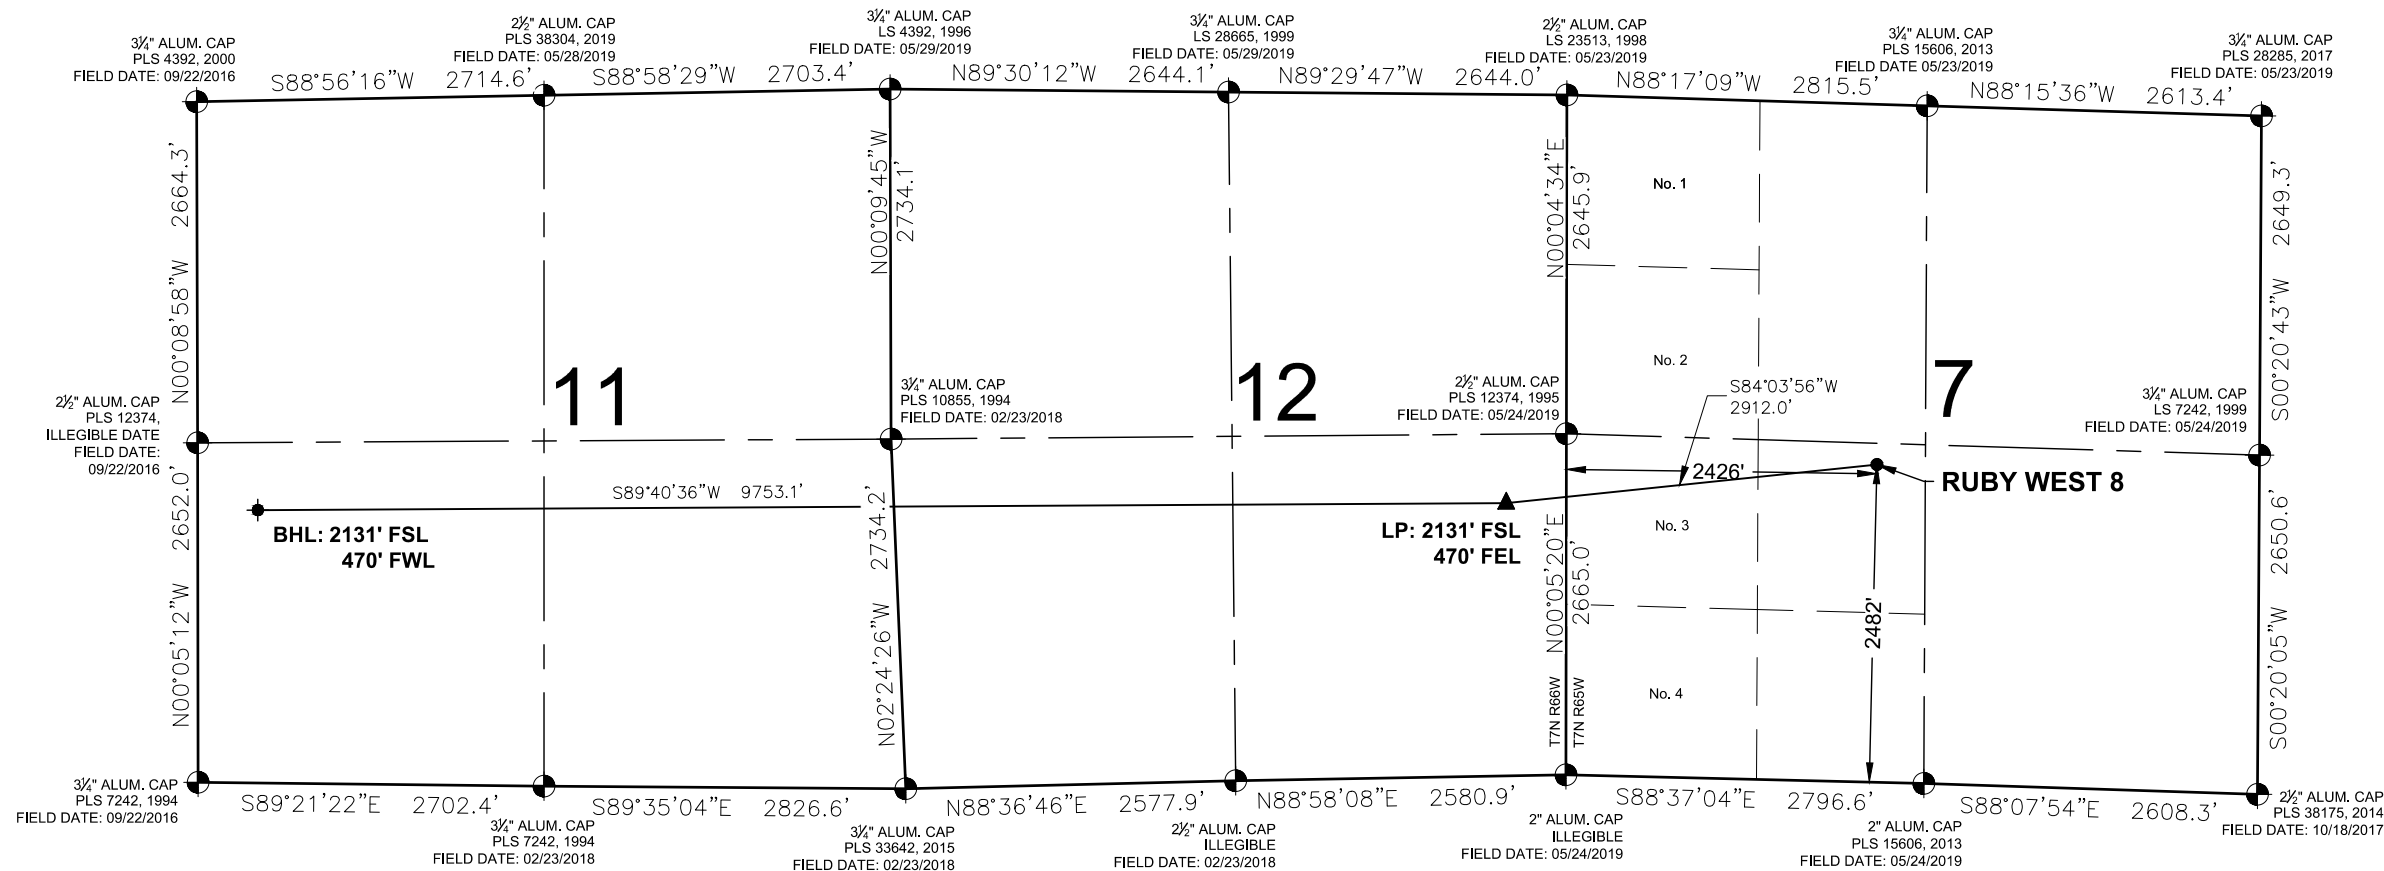 3¼" ALUM. CAP
PLS 4392, 2000
FIELD DATE: 09/22/2016
2½" ALUM. CAP
PLS 38304, 2019
FIELD DATE: 05/28/2019
3¼" ALUM. CAP
LS 4392, 1996
FIELD DATE: 05/29/2019
3¼" ALUM. CAP
LS 28665, 1999
FIELD DATE: 05/29/2019
2½" ALUM. CAP
LS 23513, 1998
FIELD DATE: 05/23/2019
3¼" ALUM. CAP
PLS 15606, 2013
FIELD DATE: 05/23/2019
3¼" ALUM. CAP
PLS 28285, 2017
FIELD DATE: 05/23/2019
S88°56'16"W 2714.6'
S88°58'29"W 2703.4'
N89°30'12"W 2644.1'
N89°29'47"W 2644.0'
N88°17'09"W 2815.5'
N88°15'36"W 2613.4'
N00°08'58"W 2664.3'
N00°09'45"W
2734.1'
N00°04'34"E
2645.9'
No. 1
S00°20'43"W 2649.3'
No. 2
11
12
7
S84°03'56"W
2912.0'
2½" ALUM. CAP
PLS 12374,
ILLEGIBLE DATE
FIELD DATE:
09/22/2016
3¼" ALUM. CAP
PLS 10855, 1994
FIELD DATE: 02/23/2018
2½" ALUM. CAP
PLS 12374, 1995
FIELD DATE: 05/24/2019
3¼" ALUM. CAP
LS 7242, 1999
FIELD DATE: 05/24/2019
2426'
RUBY WEST 8
S89°40'36"W 9753.1'
BHL: 2131' FSL
470' FWL
LP: 2131' FSL
470' FEL
No. 3
N00°05'12"W 2652.0'
N02°24'26"W 2734.2'
N00°05'20"E
2665.0'
2482'
S00°20'05"W 2650.6'
No. 4
T7N R66W
T7N R65W
3¼" ALUM. CAP
PLS 7242, 1994
FIELD DATE: 09/22/2016
S89°21'22"E 2702.4'
S89°35'04"E 2826.6'
N88°36'46"E 2577.9'
N88°58'08"E 2580.9'
S88°37'04"E 2796.6'
S88°07'54"E 2608.3'
3¼" ALUM. CAP
PLS 7242, 1994
FIELD DATE: 02/23/2018
3¼" ALUM. CAP
PLS 33642, 2015
FIELD DATE: 02/23/2018
2½" ALUM. CAP
ILLEGIBLE
FIELD DATE: 02/23/2018
2" ALUM. CAP
ILLEGIBLE
FIELD DATE: 05/24/2019
2" ALUM. CAP
PLS 15606, 2013
FIELD DATE: 05/24/2019
2½" ALUM. CAP
PLS 38175, 2014
FIELD DATE: 10/18/2017